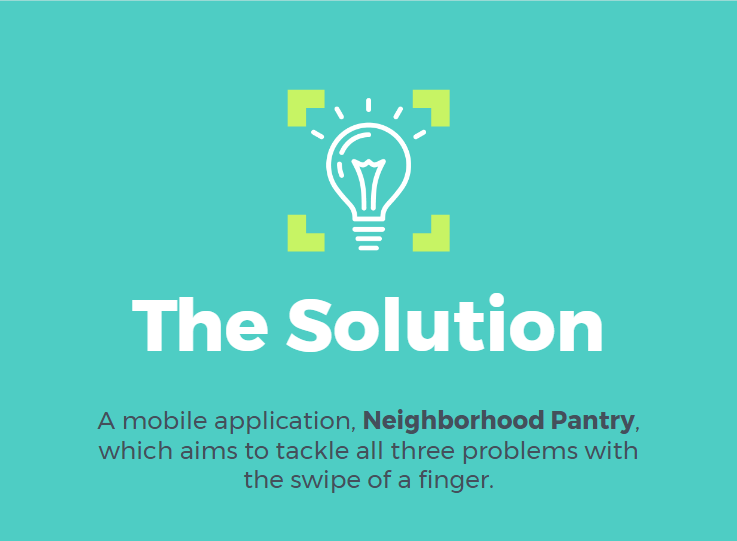 The Solution
A mobile application, Neighborhood Pantry,
which aims to tackle all three problems with
the swipe of a finger.